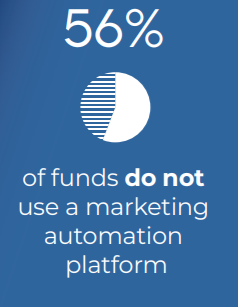 56%
of funds do not
use a marketing
automation
platform